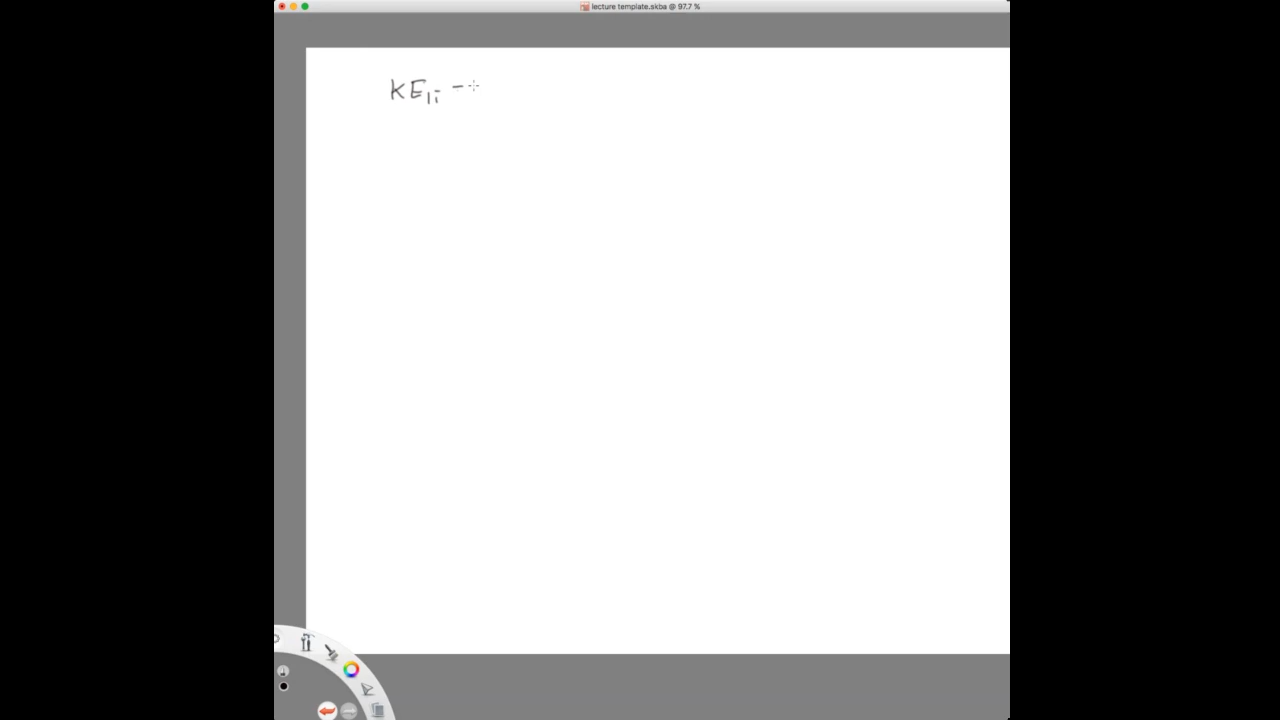 lecture template.skba @ 97.7 %
KE₁ᵢ -